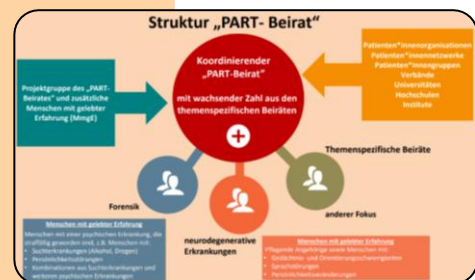 Struktur „PART- Beirat“
Koordinierender
„PART-Beirat“
mit wachsender Zahl aus den
themenspezifischen Beiräten
Projektgruppe des „PART-
Beirates“ und zusätzliche
Menschen mit gelebter
Erfahrung (MmgE)
Patienten*innenorganisationen
Patienten*innennetzwerke
Patienten*innengruppen
Verbände
Universitäten
Hochschulen
Institute
Themenspezifische Beiräte
Forensik
neurodegenerative
Erkrankungen
anderer Fokus
Menschen mit gelebter Erfahrung
Menschen mit einer psychischen Erkrankung, die
straffällig geworden sind, z.B. Menschen mit:
• Suchterkrankungen (Alkohol, Drogen)
• Persönlichkeitsstörungen
• Kombinationen aus Suchterkrankungen und
weiteren psychischen Erkrankungen
Menschen mit gelebter Erfahrung
Pflegende Angehörige sowie Menschen mit:
• Gedächtnis- und Orientierungsschwierigkeiten
• Sprachstörungen
• Persönlichkeitsveränderungen